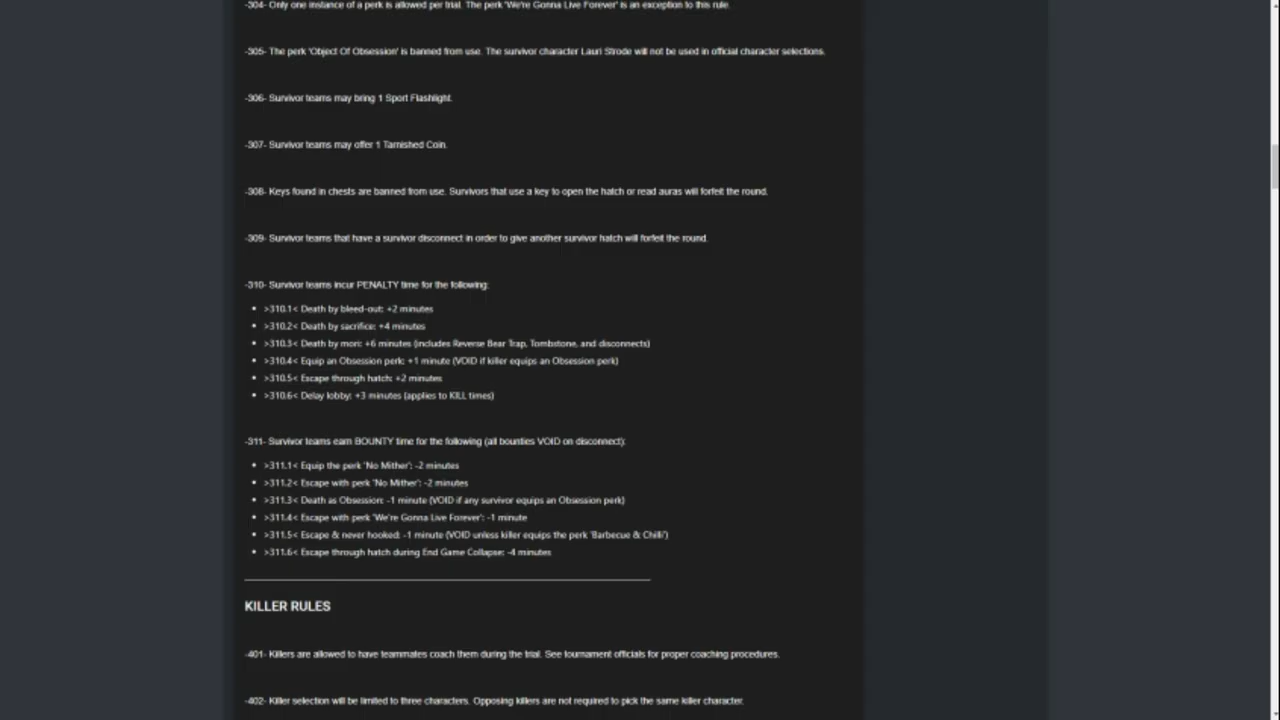 -304- Only one instance of a perk is allowed per trial. The perk 'We're Gonna Live Forever' is an exception to this rule.
-305- The perk 'Object Of Obsession' is banned from use. The survivor character Lauri Strode will not be used in official character selections.
-306- Survivor teams may bring 1 Sport Flashlight.
-307- Survivor teams may offer 1 Tarnished Coin.
-308- Keys found in chests are banned from use. Survivors that use a key to open the hatch or read auras will forfeit the round.
-309- Survivor teams that have a survivor disconnect in order to give another survivor hatch will forfeit the round.
-310- Survivor teams incur PENALTY time for the following:
• >310.1< Death by bleed-out: +2 minutes
• >310.2< Death by sacrifice: +4 minutes
• >310.3< Death by mori: +6 minutes (includes Reverse Bear Trap, Tombstone, and disconnects)
• >310.4< Equip an Obsession perk: +1 minute (VOID if killer equips an Obsession perk)
• >310.5< Escape through hatch: +2 minutes
• >310.6< Delay lobby: +3 minutes (applies to KILL times)
-311- Survivor teams earn BOUNTY time for the following (all bounties VOID on disconnect):
• >311.1< Equip the perk 'No Mither': -2 minutes
• >311.2< Escape with perk 'No Mither': -2 minutes
• >311.3< Death as Obsession: -1 minute (VOID if any survivor equips an Obsession perk)
• >311.4< Escape with perk 'We're Gonna Live Forever': -1 minute
• >311.5< Escape & never hooked: -1 minute (VOID unless killer equips the perk 'Barbecue & Chilli')
• >311.6< Escape through hatch during End Game Collapse: -4 minutes
KILLER RULES
-401- Killers are allowed to have teammates coach them during the trial. See tournament officials for proper coaching procedures.
-402- Killer selection will be limited to three characters. Opposing killers are not required to pick the same killer character.